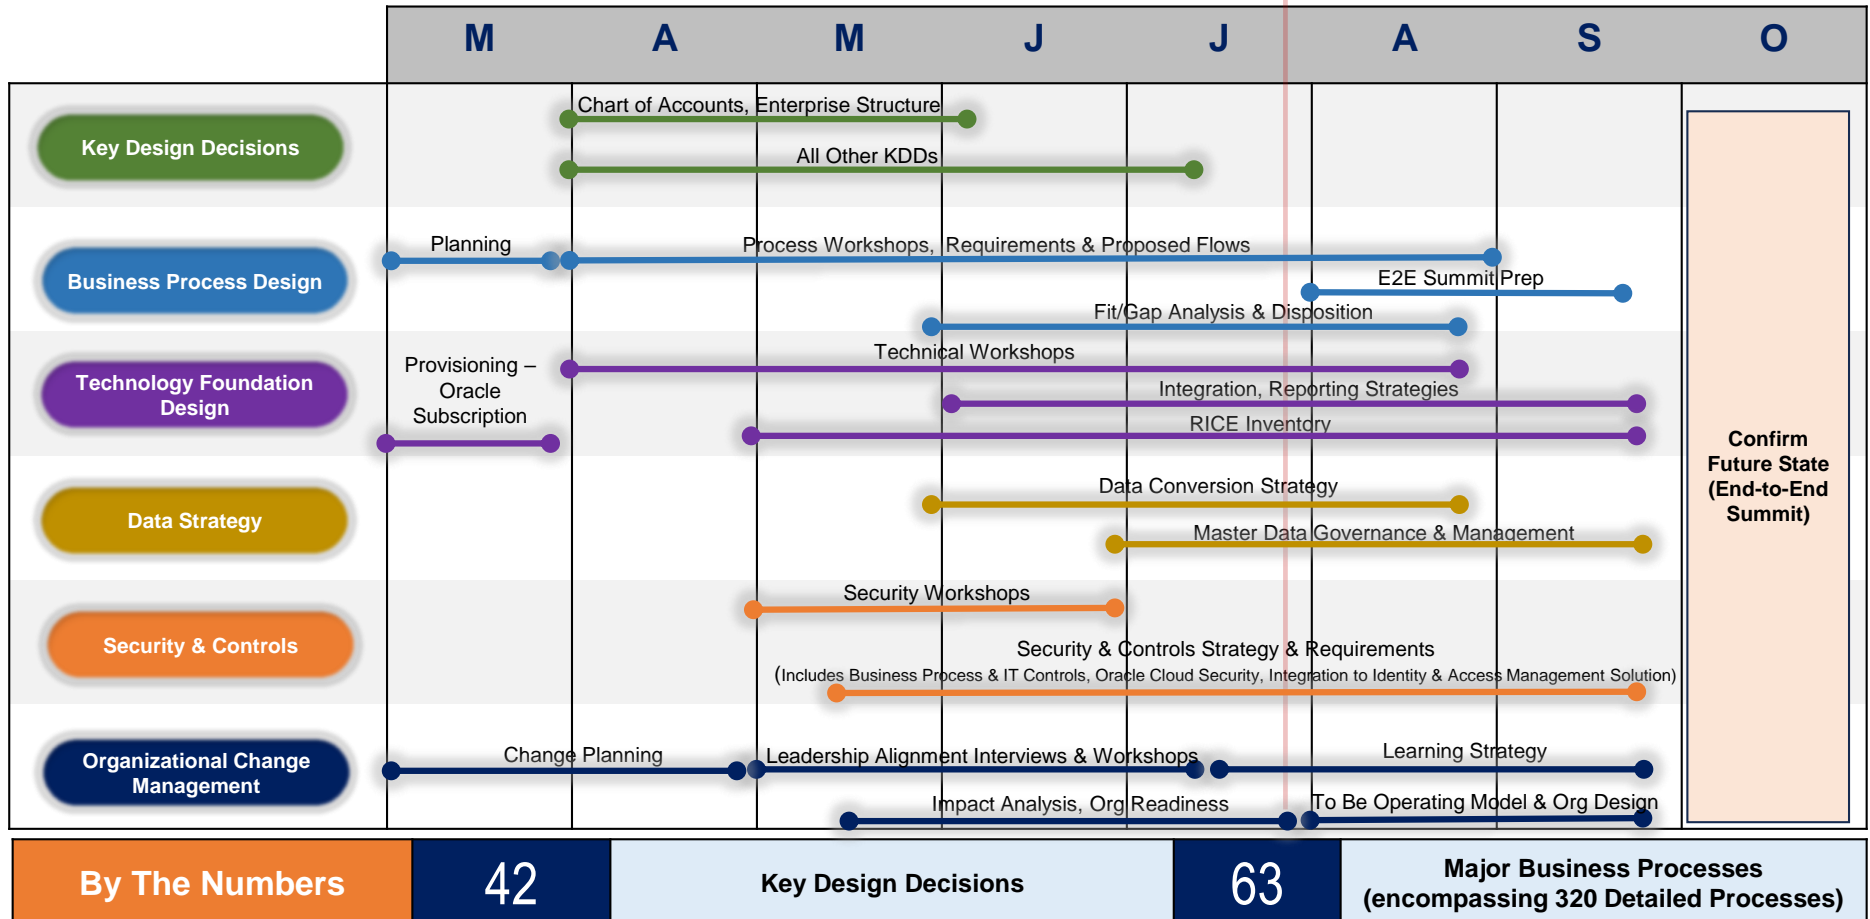 M A M J J A S O
Key Design Decisions
Chart of Accounts, Enterprise Structure
All Other KDDs
Business Process Design
Planning
Process Workshops, Requirements & Proposed Flows
E2E Summit Prep
Fit/Gap Analysis & Disposition
Technology Foundation
Design
Provisioning –
Oracle
Subscription
Technical Workshops
Integration, Reporting Strategies
RICE Inventory
Data Strategy
Data Conversion Strategy
Master Data Governance & Management
Security & Controls
Security Workshops
Security & Controls Strategy & Requirements
(Includes Business Process & IT Controls, Oracle Cloud Security, Integration to Identity & Access Management Solution)
Organizational Change
Management
Change Planning
Leadership Alignment Interviews & Workshops
Learning Strategy
Impact Analysis, Org Readiness
To Be Operating Model & Org Design
Confirm
Future State
(End-to-End
Summit)
By The Numbers
42
Key Design Decisions
63
Major Business Processes
(encompassing 320 Detailed Processes)